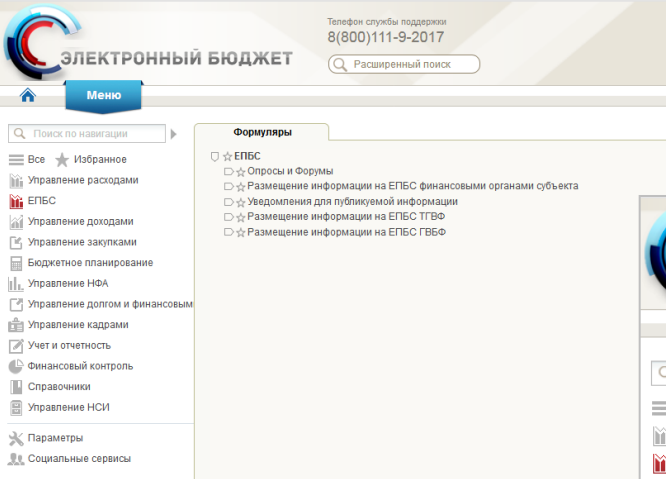 Телефон службы поддержки
8(800)111-9-2017
ЭЛЕКТРОННЫЙ БЮДЖЕТ
Расширенный поиск
Меню
Поиск по навигации
Все Избранное
Управление расходами
ЕПБС
Управление доходами
Управление закупками
Бюджетное планирование
Управление НФА
Управление долгом и финансовым
Управление кадрами
Учет и отчетность
Финансовый контроль
Справочники
Управление НСИ
Параметры
Социальные сервисы
Формуляры
ЕПБС
Опросы и Форумы
Размещение информации на ЕПБС финансовыми органами субъекта
Уведомления для публикуемой информации
Размещение информации на ЕПБС ТГВФ
Размещение информации на ЕПБС ГВБФ